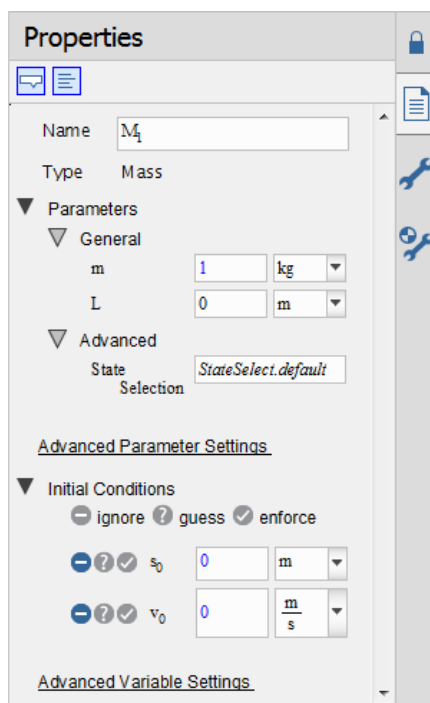 Properties
Name M1
Type Mass
Parameters
General
m 1 kg
L 0 m
Advanced
State Selection StateSelect.default
Advanced Parameter Settings
Initial Conditions
ignore ? guess enforce
? s0 0 m
? v0 0 m/s
Advanced Variable Settings